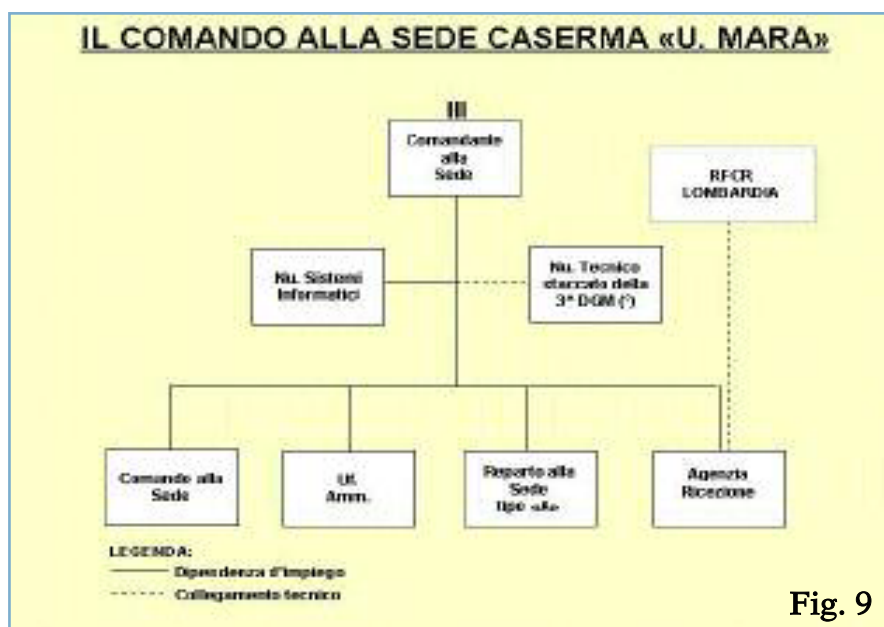 IL COMANDO ALLA SEDE CASERMA «U. MARA»
III
Comandante
alla
Sede
RFCR
LOMBARDIA
Nu. Sistemi
Informatici
Nu. Tecnico
staccato della
3ª DGM (°)
Comando alla
Sede
Uf.
Amm.
Reparto alla
Sede
tipo «A»
Agenzia
Ricezione
LEGENDA:
Dipendenza d'impiego
Collegamento tecnico
Fig. 9